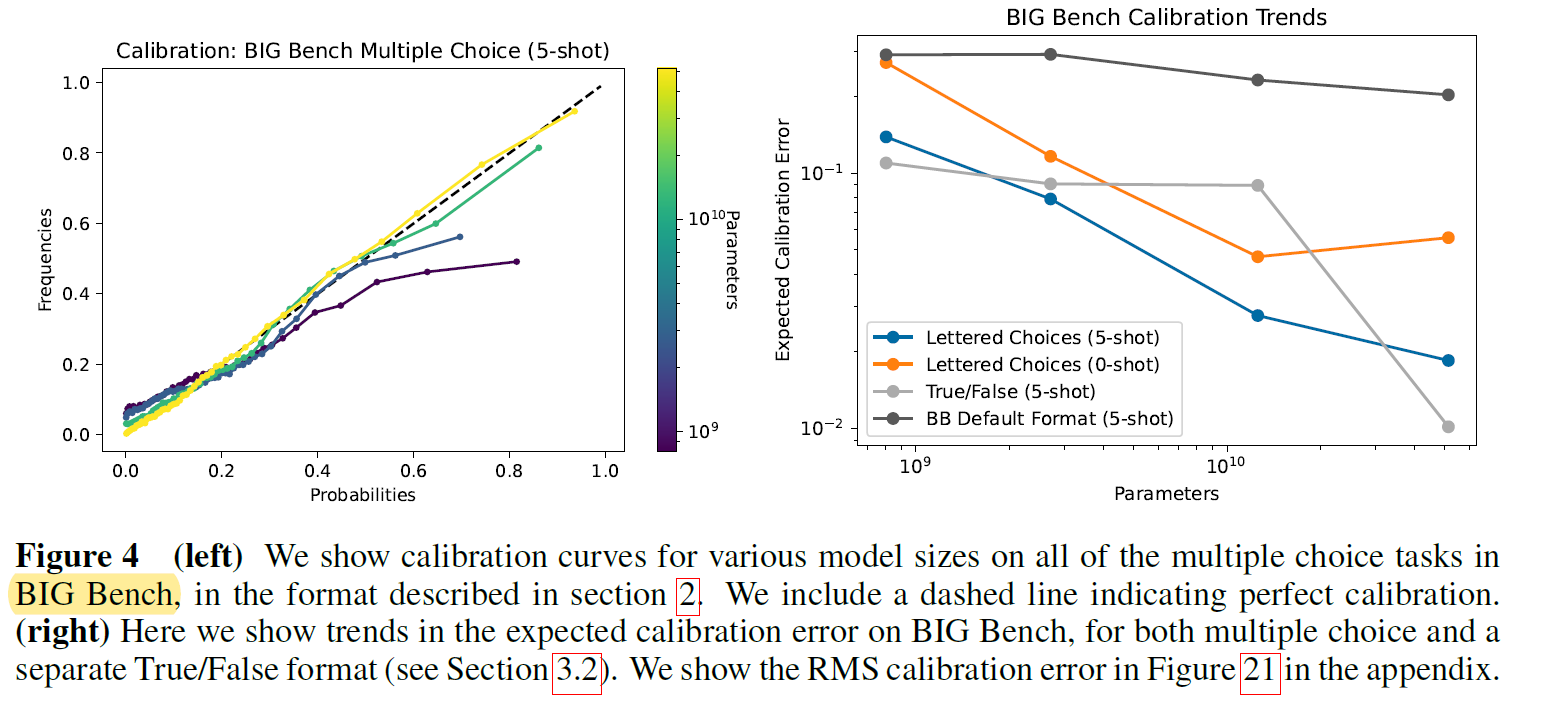 Calibration: BIG Bench Multiple Choice (5-shot)
1.0
0.8
0.6
0.4
0.2
0.0
Frequencies
0.0 0.2 0.4 0.6 0.8 1.0
Probabilities
10^10
10^9
Parameters
BIG Bench Calibration Trends
10^−1
10^−2
Expected Calibration Error
Lettered Choices (5-shot)
Lettered Choices (0-shot)
True/False (5-shot)
BB Default Format (5-shot)
10^9 10^10
Parameters
Figure 4 (left) We show calibration curves for various model sizes on all of the multiple choice tasks in
BIG Bench, in the format described in section 2. We include a dashed line indicating perfect calibration.
(right) Here we show trends in the expected calibration error on BIG Bench, for both multiple choice and a
separate True/False format (see Section 3.2). We show the RMS calibration error in Figure 21 in the appendix.